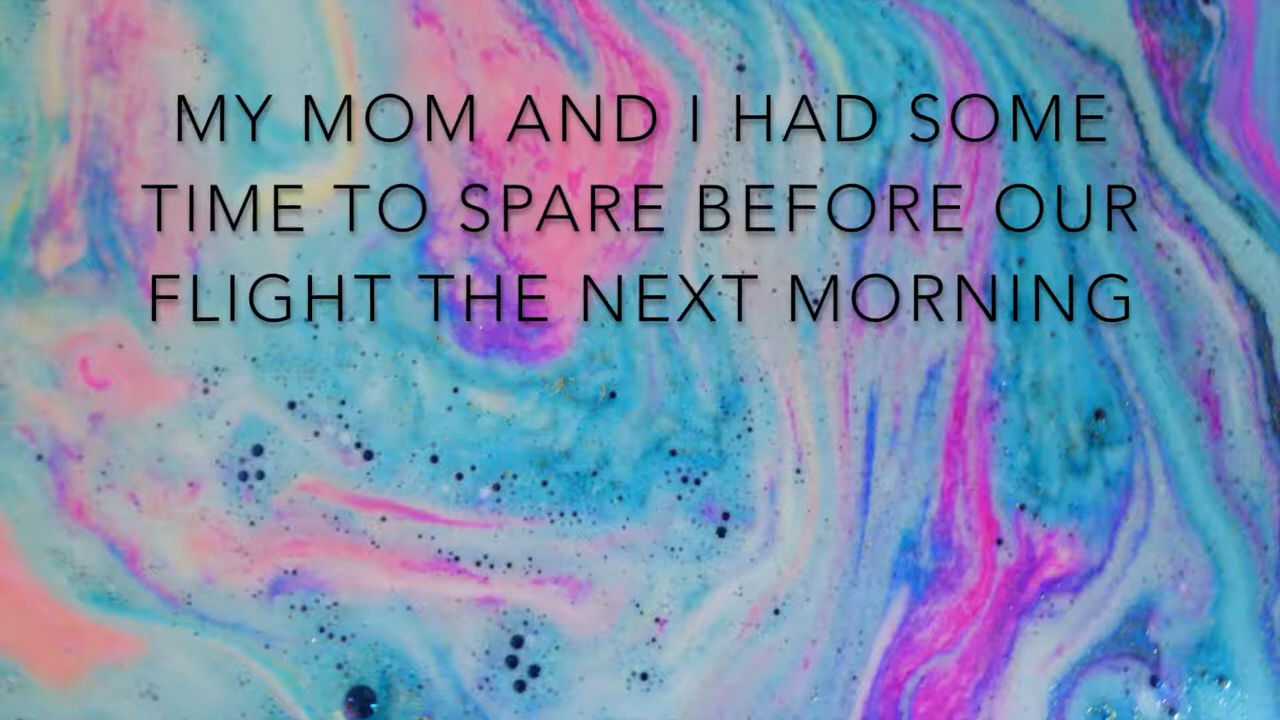 MY MOM AND I HAD SOME
TIME TO SPARE BEFORE OUR
FLIGHT THE NEXT MORNING